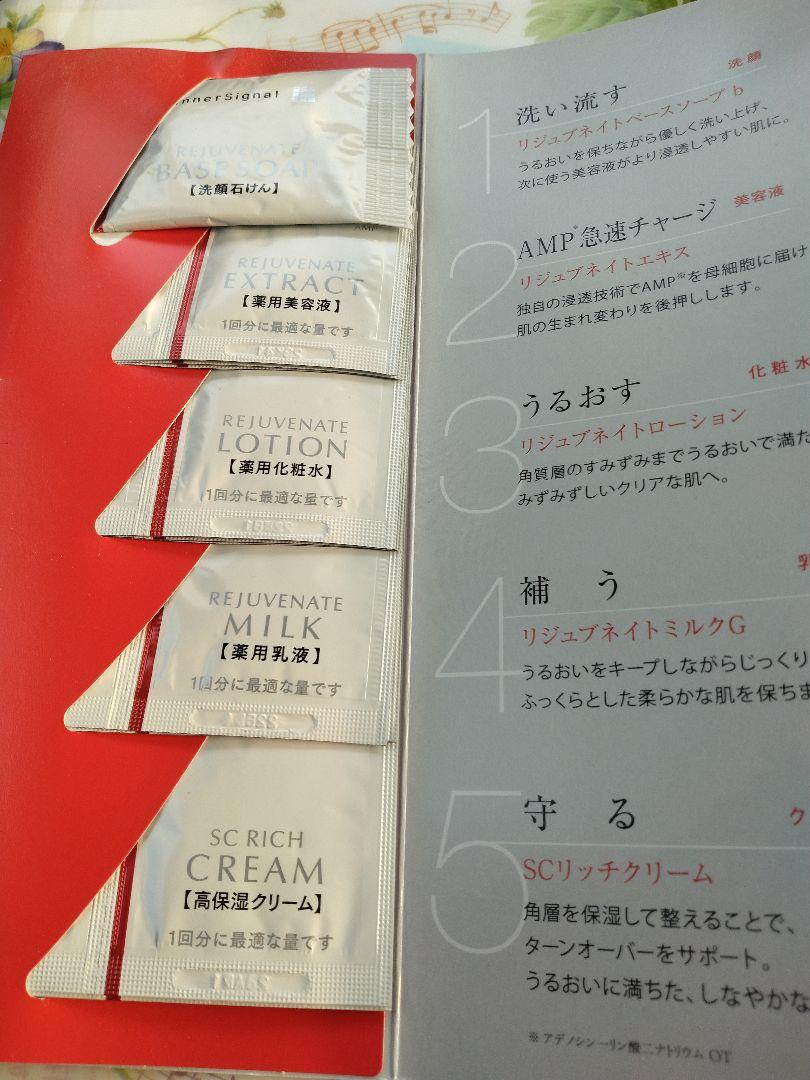 nnerSignal
REJUVENATE
BASE SOAP
【洗顔石けん】
AMP
REJUVENATE
EXTRACT
【薬用美容液】
1回分に最適な量です
REJUVENATE
LOTION
【薬用化粧水】
1回分に最適な量です
REJUVENATE
MILK
【薬用乳液】
1回分に最適な量です
SC RICH
CREAM
【高保湿クリーム】
1回分に最適な量です
1 洗い流す 洗顔
リジュブネイトベースソープ b
うるおいを保ちながら優しく洗い上げ、
次に使う美容液がより浸透しやすい肌に。
2 AMP※急速チャージ 美容液
リジュブネイトエキス
独自の浸透技術でAMP※を母細胞に届け
肌の生まれ変わりを後押しします。
3 うるおす 化粧水
リジュブネイトローション
角質層のすみずみまでうるおいで満た
みずみずしいクリアな肌へ。
4 補う 乳
リジュブネイトミルクG
うるおいをキープしながらじっくり
ふっくらとした柔らかな肌を保ちま
5 守る ク
SCリッチクリーム
角層を保湿して整えることで、
ターンオーバーをサポート。
うるおいに満ちた、しなやかな
※アデノシン一リン酸二ナトリウム OT